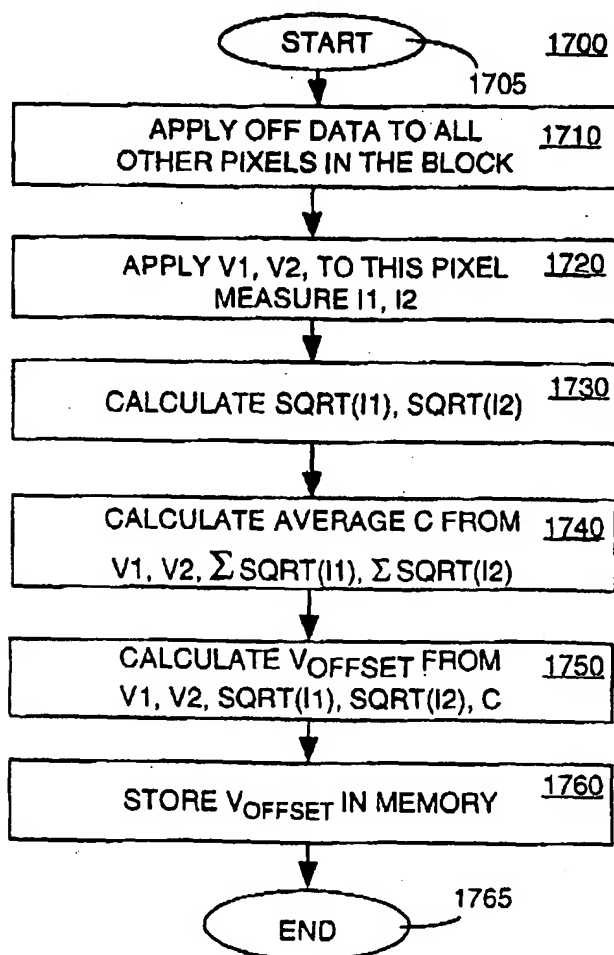 START
1700
1705
APPLY OFF DATA TO ALL
OTHER PIXELS IN THE BLOCK
1710
APPLY V1, V2, TO THIS PIXEL
MEASURE I1, I2
1720
CALCULATE SQRT(I1), SQRT(I2)
1730
CALCULATE AVERAGE C FROM
V1, V2, Σ SQRT(I1), Σ SQRT(I2)
1740
CALCULATE VOFFSET FROM
V1, V2, SQRT(I1), SQRT(I2), C
1750
STORE VOFFSET IN MEMORY
1760
END
1765